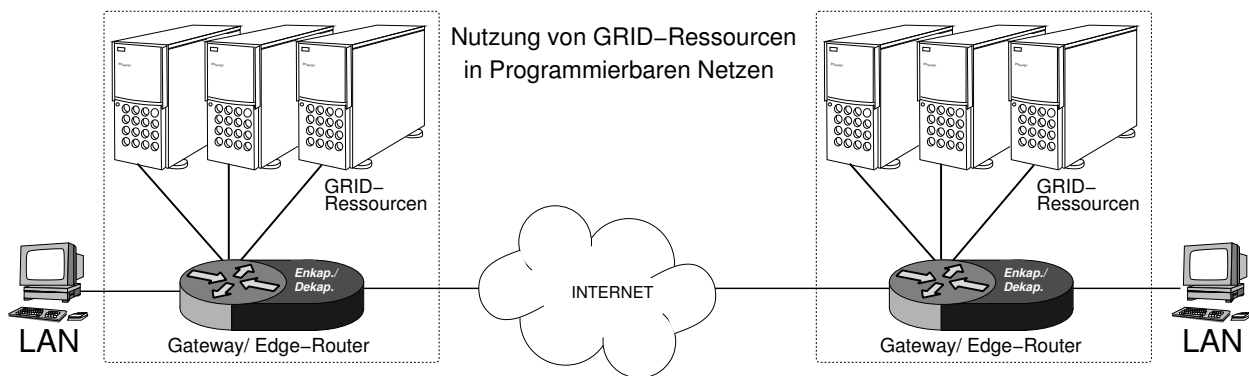 Nutzung von GRID–Ressourcen
in Programmierbaren Netzen
GRID–
Ressourcen
GRID–
Ressourcen
Enkap./
Dekap.
INTERNET
Enkap./
Dekap.
LAN
Gateway/ Edge–Router
Gateway/ Edge–Router
LAN